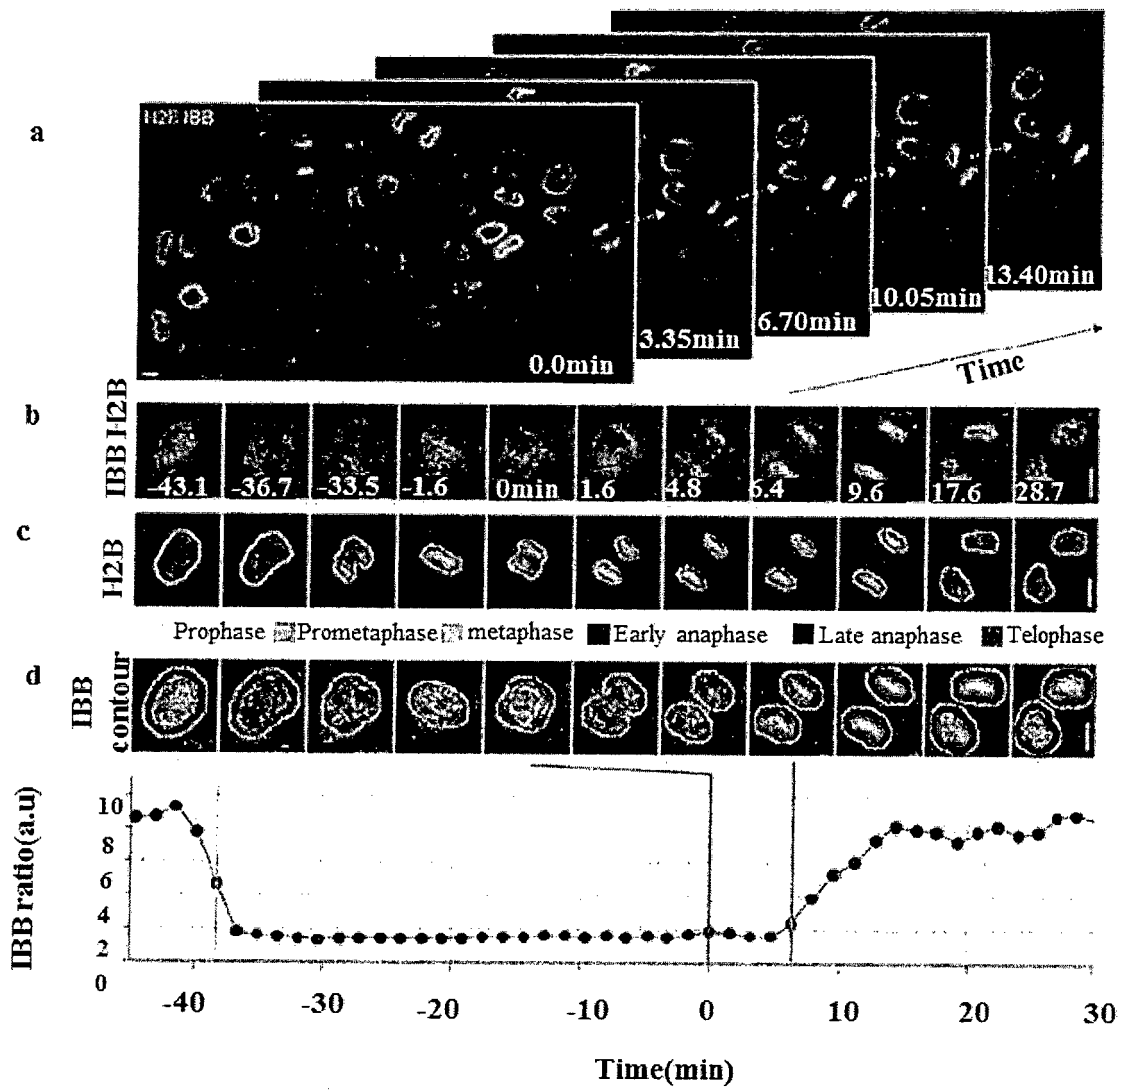 a
H2B IBB
0.0min
3.35min
6.70min
10.05min
13.40min
Time
b
IBB H2B
-43.1 -36.7 -33.5 -1.6 0min 1.6 4.8 6.4 9.6 17.6 28.7
c
H2B
Prophase Prometaphase metaphase Early anaphase Late anaphase Telophase
d
IBB
contour
IBB ratio(a.u)
10
8
6
4
2
0
-40 -30 -20 -10 0 10 20 30
Time(min)